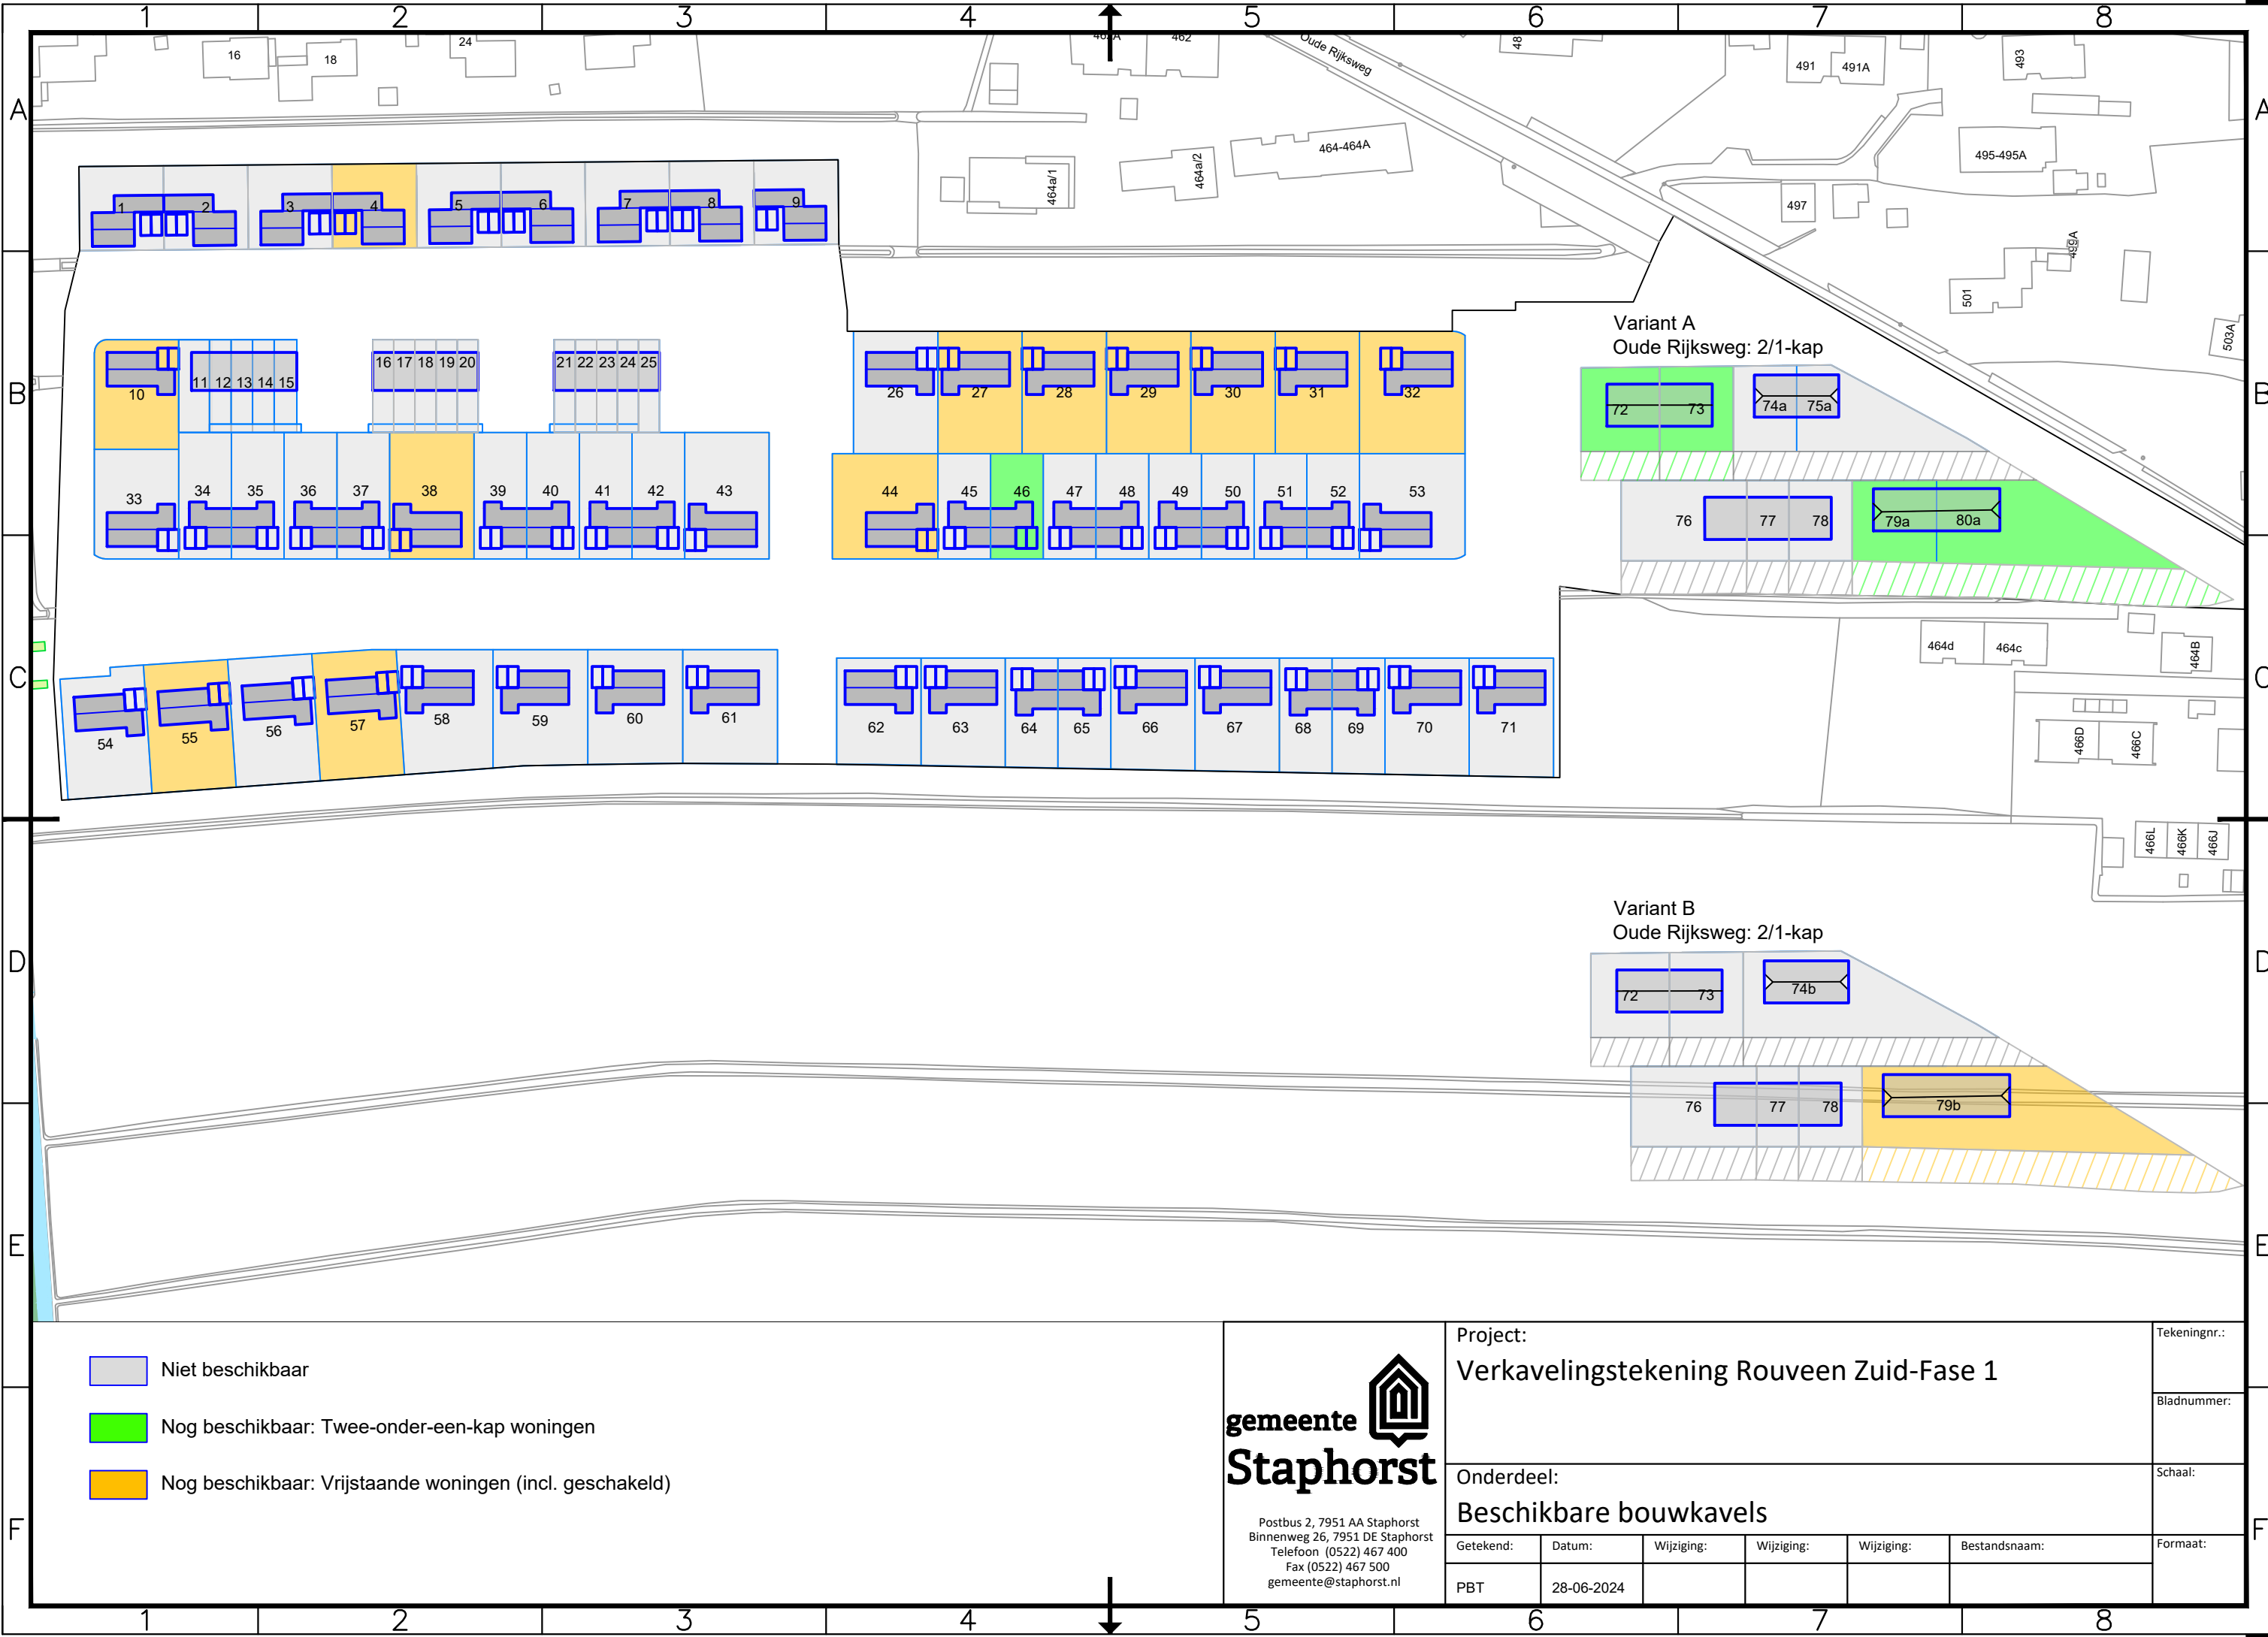 1 2 3 4 5 6 7 8
A
16 18 24 462 Oude Rijksweg 48 491 491A 493
464a/1 464a/2 464-464A 495-495A 497 499A 501 503A
A
1 2 3 4 5 6 7 8 9
B
10 11 12 13 14 15 16 17 18 19 20 21 22 23 24 25
26 27 28 29 30 31 32
Variant A
Oude Rijksweg: 2/1-kap
72 73 74a 75a
B
33 34 35 36 37 38 39 40 41 42 43
44 45 46 47 48 49 50 51 52 53
76 77 78 79a 80a
C
54 55 56 57 58 59 60 61
62 63 64 65 66 67 68 69 70 71
464d 464c 464B
466D 466C
C
466L 466K 466J
Variant B
Oude Rijksweg: 2/1-kap
D
72 73 74b
D
76 77 78 79b
E
E
Niet beschikbaar
Nog beschikbaar: Twee-onder-een-kap woningen
Nog beschikbaar: Vrijstaande woningen (incl. geschakeld)
F
gemeente
Staphorst
Postbus 2, 7951 AA Staphorst
Binnenweg 26, 7951 DE Staphorst
Telefoon (0522) 467 400
Fax (0522) 467 500
gemeente@staphorst.nl
Project:
Verkavelingstekening Rouveen Zuid-Fase 1
Onderdeel:
Beschikbare bouwkavels
Getekend: Datum: Wijziging: Wijziging: Wijziging: Bestandsnaam:
PBT 28-06-2024
Tekeningnr.:
Bladnummer:
Schaal:
Formaat:
F
1 2 3 4 5 6 7 8